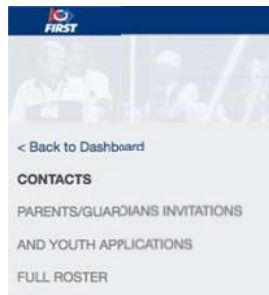 FIRST
< Back to Dashboard
CONTACTS
PARENTS/GUARDIANS INVITATIONS
AND YOUTH APPLICATIONS
FULL ROSTER